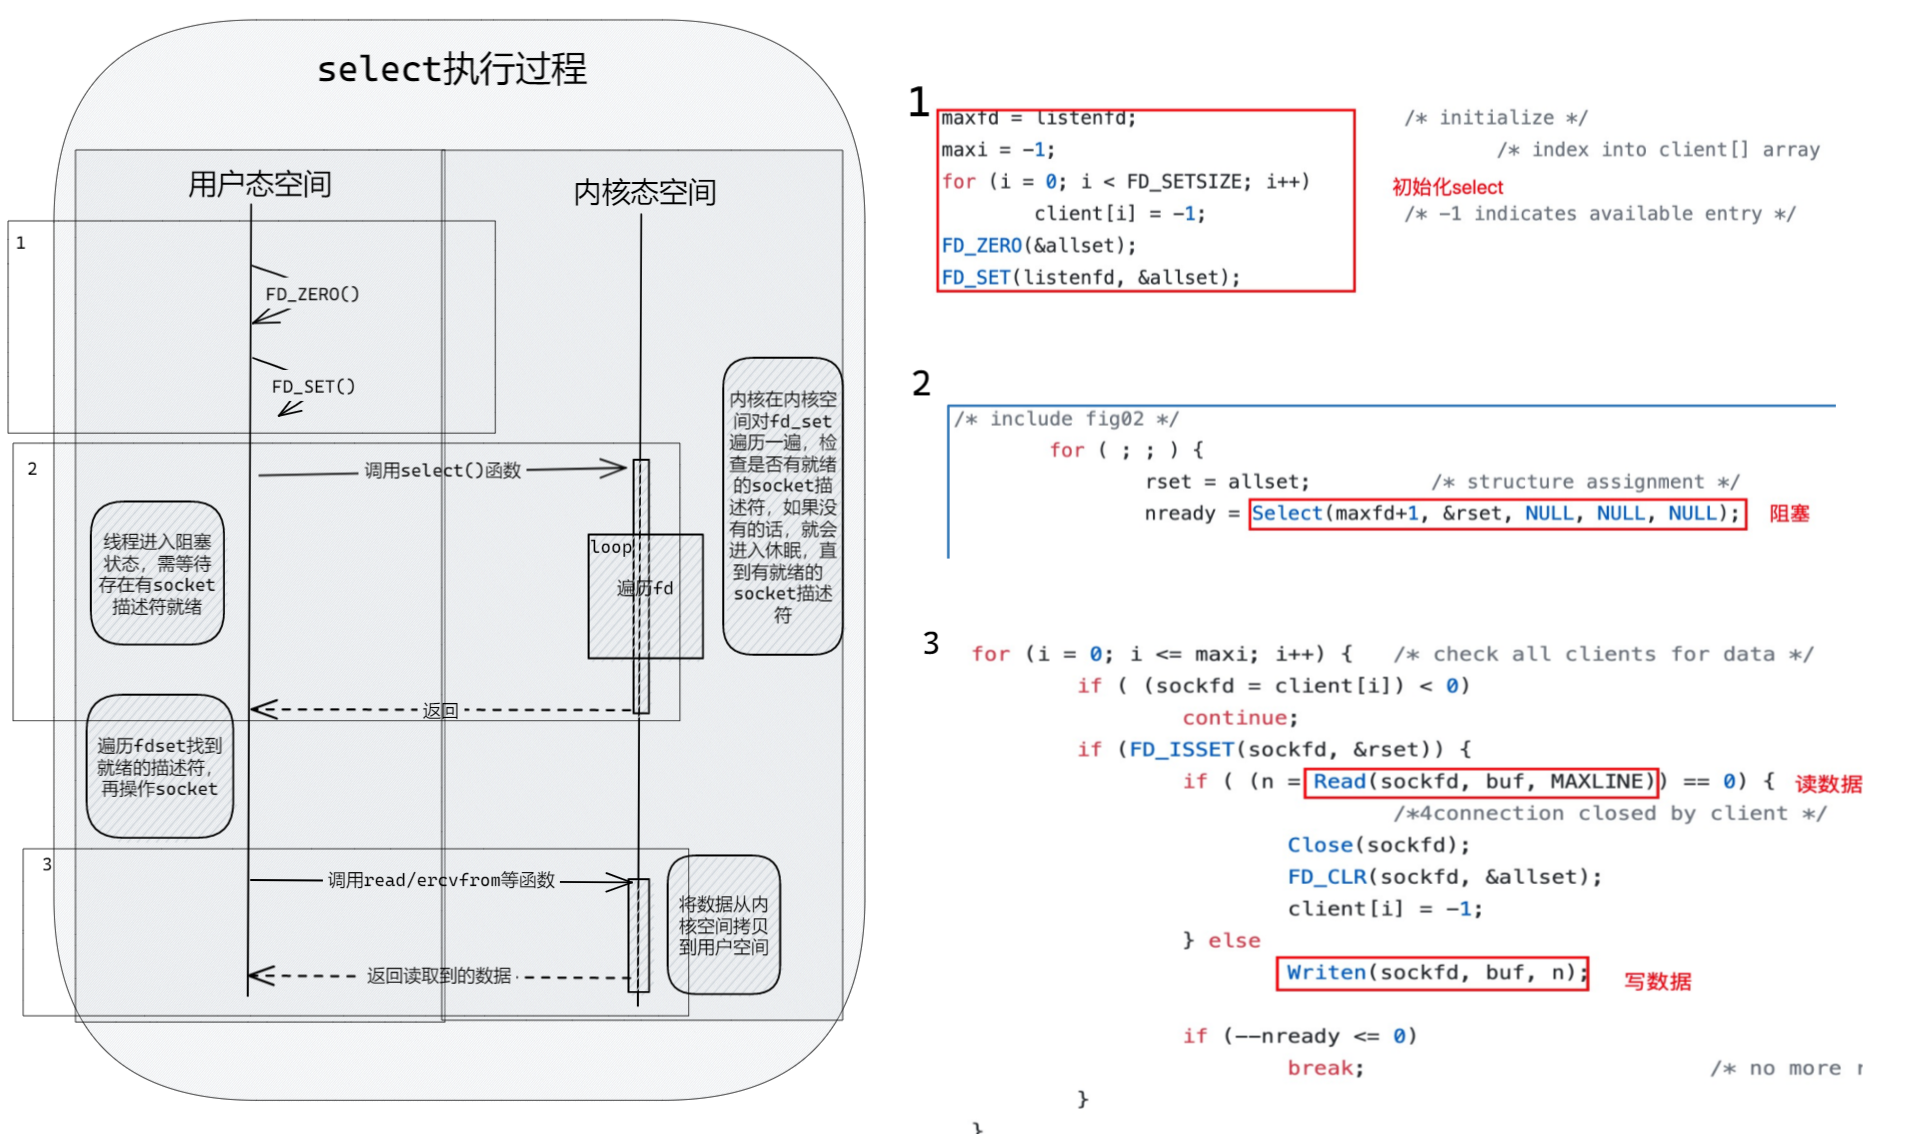 select执行过程
用户态空间
内核态空间
1
FD_ZERO()
FD_SET()
2
调用select()函数
线程进入阻塞
状态，需等待
存在有socket
描述符就绪
loop
遍历fd
内核在内核空
间对fd_set
遍历一遍，检
查是否有就绪
的socket描
述符，如果没
有的话，就会
进入休眠，直
到有就绪的
socket描述
符
返回
遍历fdset找到
就绪的描述符，
再操作socket
3
调用read/ercvfrom等函数
将数据从内
核空间拷贝
到用户空间
返回读取到的数据
1
maxfd = listenfd; /* initialize */
maxi = -1; /* index into client[] array
for (i = 0; i < FD_SETSIZE; i++)
初始化select
client[i] = -1; /* -1 indicates available entry */
FD_ZERO(&allset);
FD_SET(listenfd, &allset);
2
/* include fig02 */
for ( ; ; ) {
rset = allset; /* structure assignment */
nready = Select(maxfd+1, &rset, NULL, NULL, NULL); 阻塞
3
for (i = 0; i <= maxi; i++) { /* check all clients for data */
if ( (sockfd = client[i]) < 0)
continue;
if (FD_ISSET(sockfd, &rset)) {
if ( (n = Read(sockfd, buf, MAXLINE)) == 0) { 读数据
/*4connection closed by client */
Close(sockfd);
FD_CLR(sockfd, &allset);
client[i] = -1;
} else
Writen(sockfd, buf, n); 写数据
if (--nready <= 0)
break; /* no more
}
}